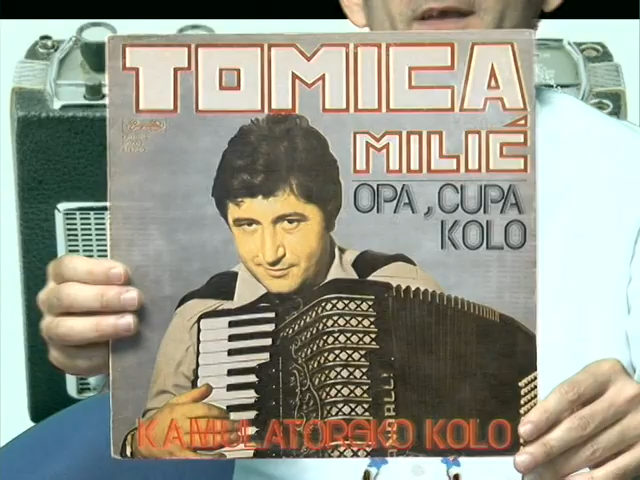 TOMICA
MILIĆ
OPA, CUPA
KOLO
KAMULATORSKO KOLO